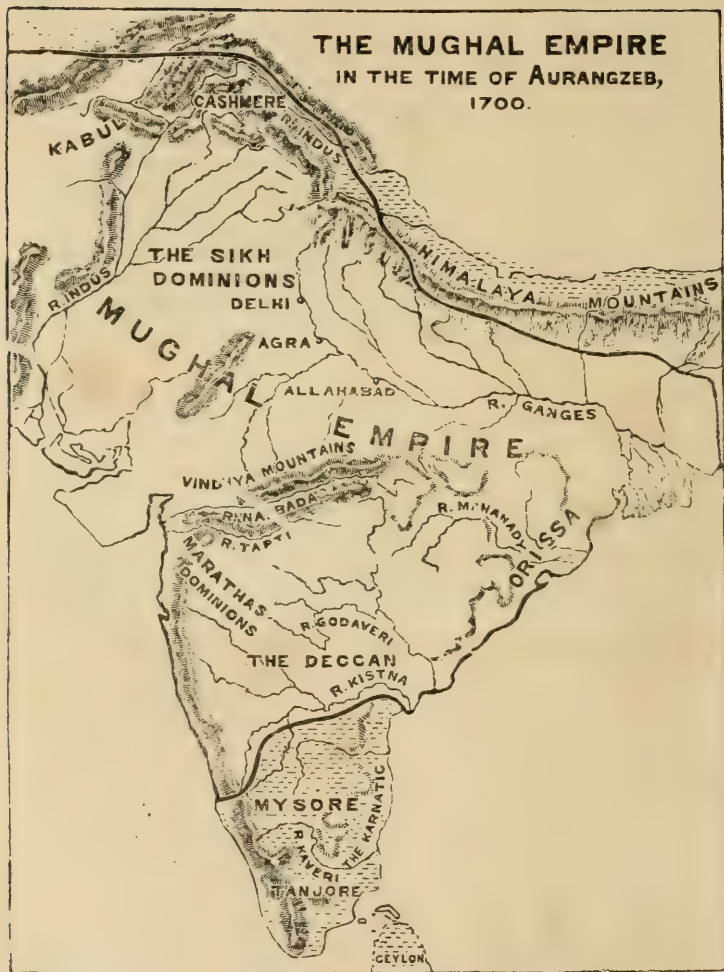 THE MUGHAL EMPIRE
IN THE TIME OF AURANGZEB,
1700.
CASHMERE
KABUL
R. INDUS
THE SIKH
DOMINIONS
HIMALAYA MOUNTAINS
DELHI
R. INDUS
MUGHAL EMPIRE
AGRA
ALLAHABAD
R. GANGES
VINDHYA MOUNTAINS
R. MAHANADY
ORISSA
R. TAPTI
MARATHAS
DOMINIONS
R. GODAVERI
THE DECCAN
R. KISTNA
MYSORE
THE KARNATIC
R. KAVERI
TANJORE
CEYLON